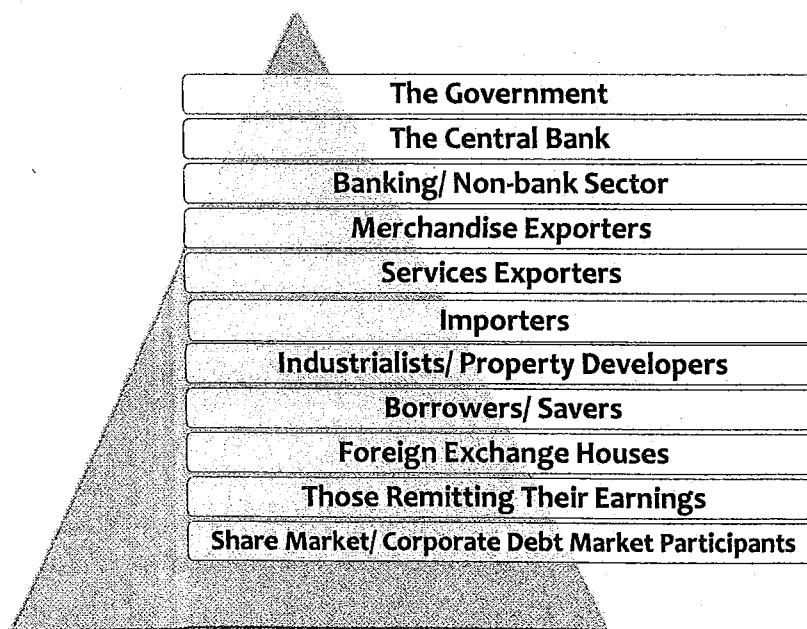 The Government
The Central Bank
Banking/ Non-bank Sector
Merchandise Exporters
Services Exporters
Importers
Industrialists/ Property Developers
Borrowers/ Savers
Foreign Exchange Houses
Those Remitting Their Earnings
Share Market/ Corporate Debt Market Participants